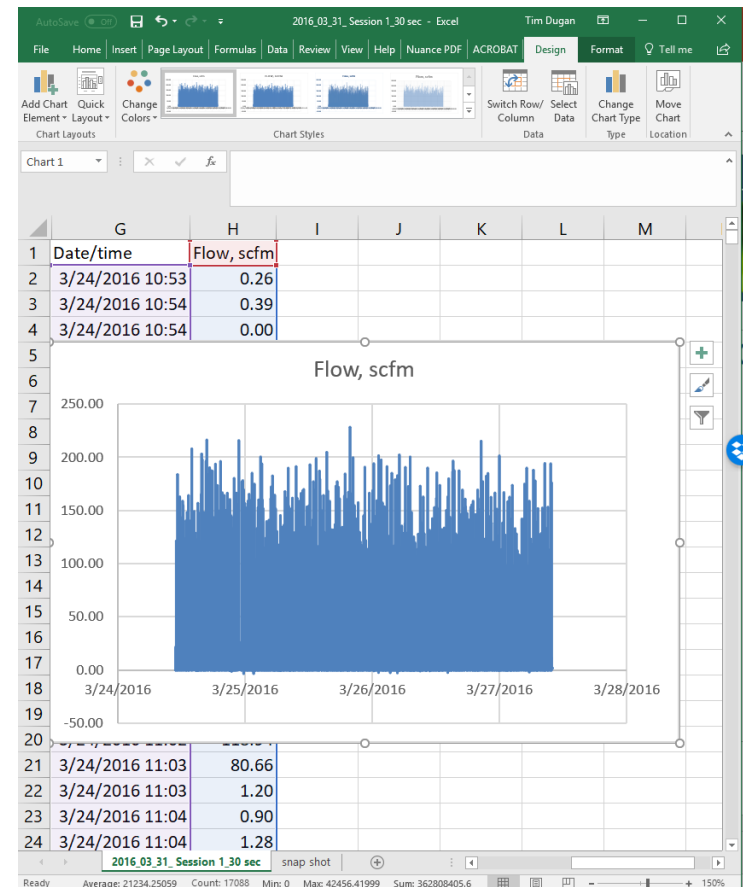 AutoSave Off 2016_03_31_ Session 1_30 sec - Excel Tim Dugan
File Home Insert Page Layout Formulas Data Review View Help Nuance PDF ACROBAT Design Format Tell me
Add Chart Element Quick Layout Change Colors Switch Row/ Column Select Data Change Chart Type Move Chart
Chart Layouts Chart Styles Data Type Location
Chart 1 fx
G H I J K L M
1 Date/time Flow, scfm
2 3/24/2016 10:53 0.26
3 3/24/2016 10:54 0.39
4 3/24/2016 10:54 0.00
5
6
7
8
9
10
11
12
13
14
15
16
17
18
19
20
Flow, scfm
250.00
200.00
150.00
100.00
50.00
0.00
3/24/2016 3/25/2016 3/26/2016 3/27/2016 3/28/2016
-50.00
21 3/24/2016 11:03 80.66
22 3/24/2016 11:03 1.20
23 3/24/2016 11:04 0.90
24 3/24/2016 11:04 1.28
2016_03_31_ Session 1_30 sec snap shot
Ready Average: 21234.25059 Count: 17088 Min: 0 Max: 42456.41999 Sum: 362808405.6 150%